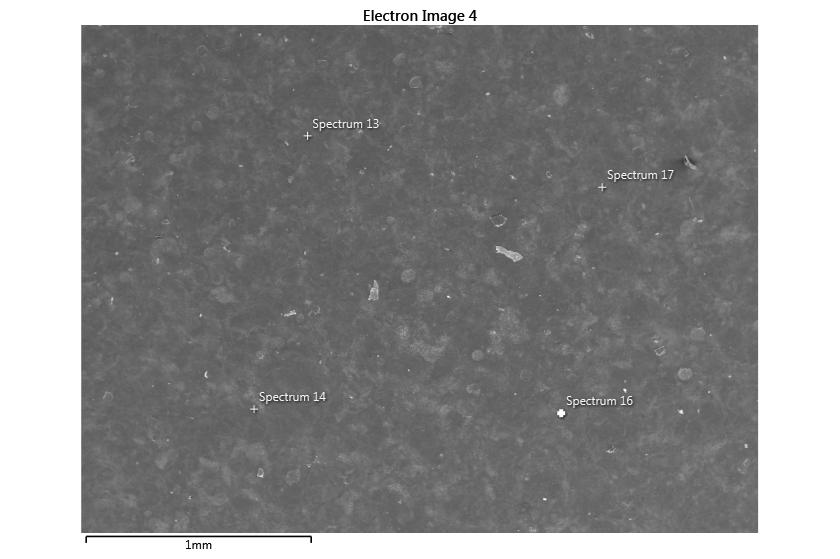 Electron Image 4
Spectrum 13
Spectrum 17
Spectrum 14
Spectrum 16
1mm